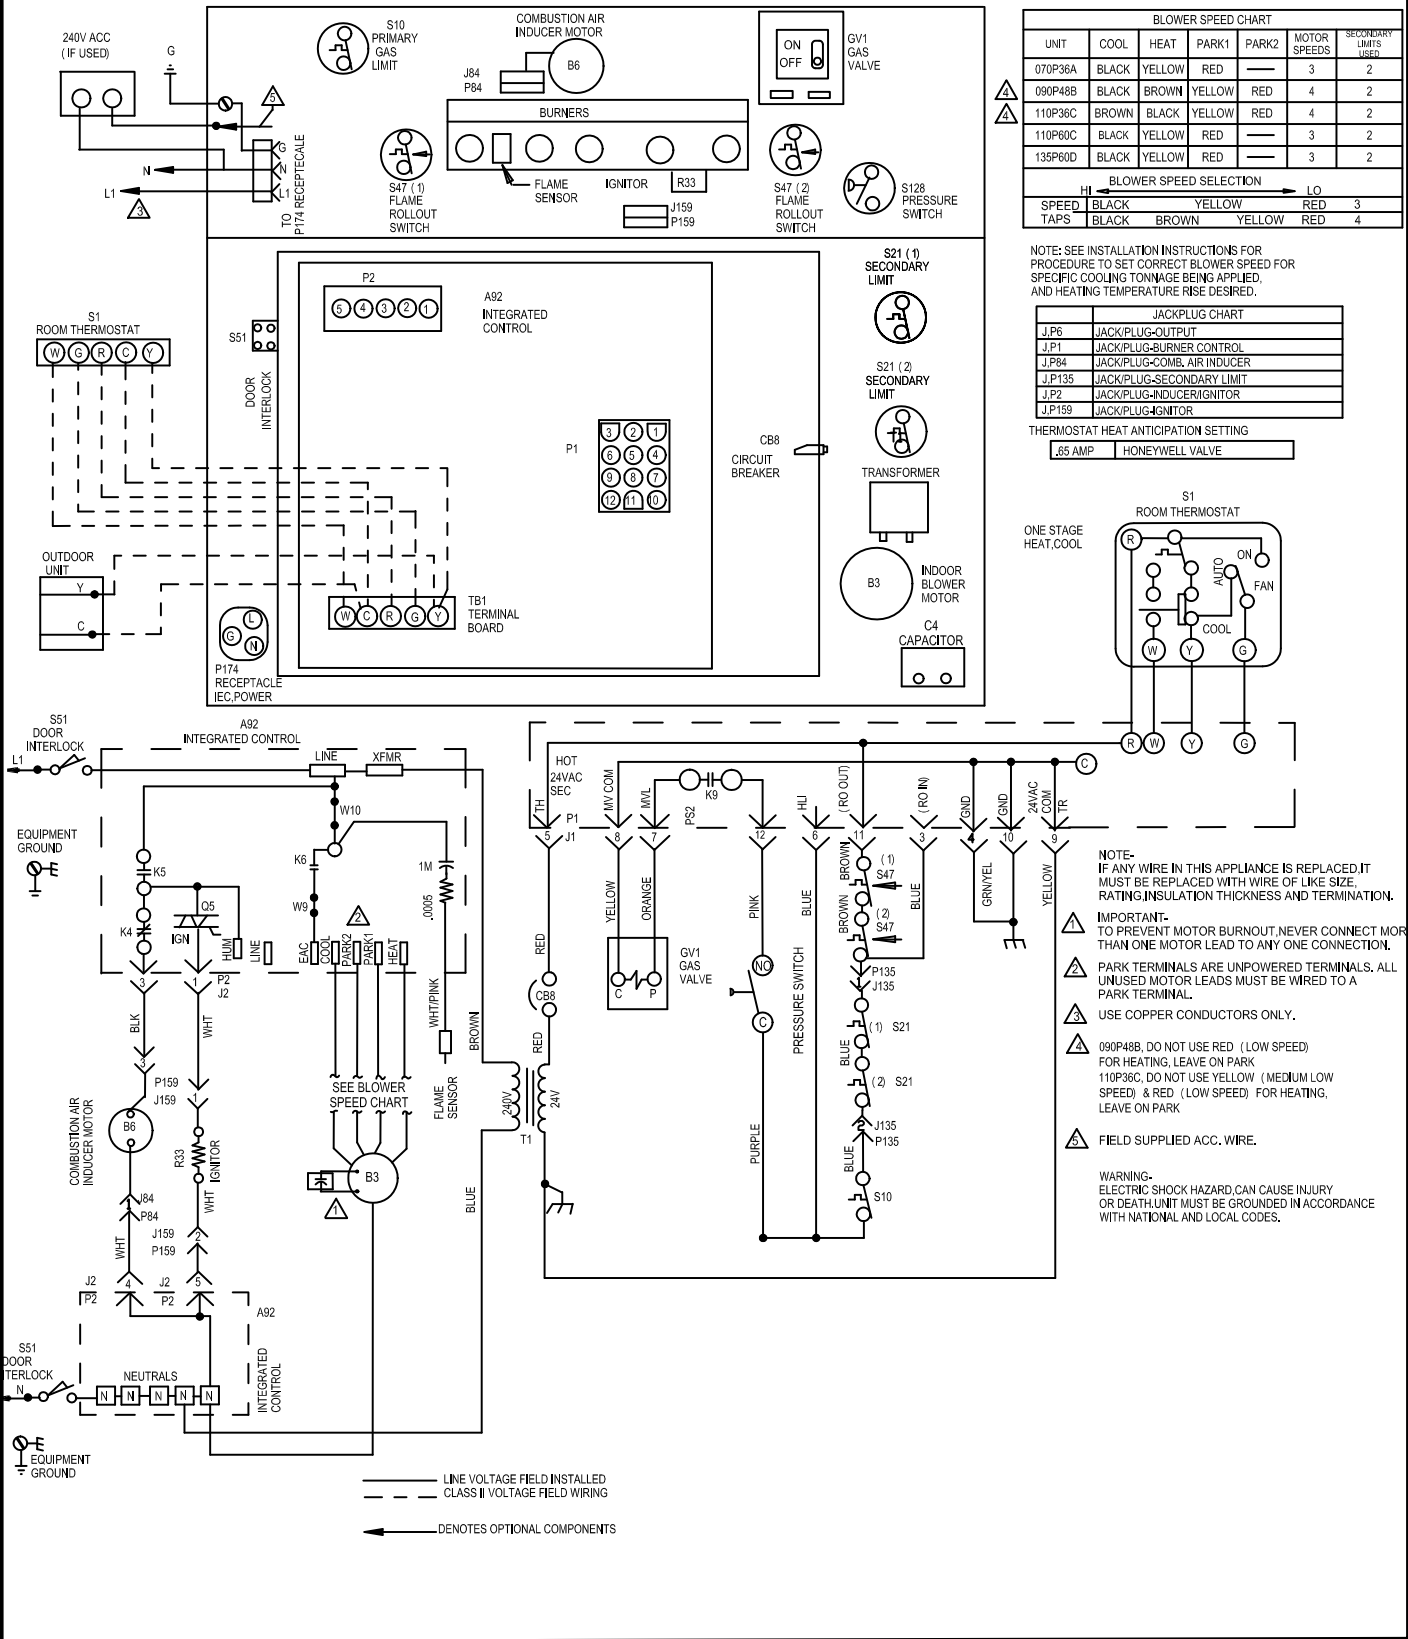 240V ACC
( IF USED)
G
5
G
N
L1
N
L1
3
TO
P174 RECEPTECALE
S10
PRIMARY
GAS
LIMIT
COMBUSTION AIR
INDUCER MOTOR
B6
J84
P84
ON
OFF
GV1
GAS
VALVE
BURNERS
S47 ( 1)
FLAME
ROLLOUT
SWITCH
FLAME
SENSOR
IGNITOR
R33
J159
P159
S47 ( 2)
FLAME
ROLLOUT
SWITCH
S128
PRESSURE
SWITCH
BLOWER SPEED CHART
UNIT COOL HEAT PARK1 PARK2 MOTOR SPEEDS SECONDARY LIMITS USED
070P36A BLACK YELLOW RED — 3 2
4 090P48B BLACK BROWN YELLOW RED 4 2
4 110P36C BROWN BLACK YELLOW RED 4 2
110P60C BLACK YELLOW RED — 3 2
135P60D BLACK YELLOW RED — 3 2
BLOWER SPEED SELECTION
HI LO
SPEED BLACK YELLOW RED 3
TAPS BLACK BROWN YELLOW RED 4
NOTE: SEE INSTALLATION INSTRUCTIONS FOR
PROCEDURE TO SET CORRECT BLOWER SPEED FOR
SPECIFIC COOLING TONNAGE BEING APPLIED,
AND HEATING TEMPERATURE RISE DESIRED.
JACKPLUG CHART
J,P6 JACK/PLUG-OUTPUT
J,P1 JACK/PLUG-BURNER CONTROL
J,P84 JACK/PLUG-COMB. AIR INDUCER
J,P135 JACK/PLUG-SECONDARY LIMIT
J,P2 JACK/PLUG-INDUCER/IGNITOR
J,P159 JACK/PLUG-IGNITOR
THERMOSTAT HEAT ANTICIPATION SETTING
.65 AMP HONEYWELL VALVE
S1
ROOM THERMOSTAT
W G R C Y
S51
DOOR
INTERLOCK
P2
5 4 3 2 1
A92
INTEGRATED
CONTROL
S21 ( 1)
SECONDARY
LIMIT
S21 ( 2)
SECONDARY
LIMIT
P1
3 2 1
6 5 4
9 8 7
12 11 10
CB8
CIRCUIT
BREAKER
TRANSFORMER
B3
INDOOR
BLOWER
MOTOR
C4
CAPACITOR
OUTDOOR
UNIT
Y
C
W C R G Y
TB1
TERMINAL
BOARD
L
G
N
P174
RECEPTACLE
IEC,POWER
S1
ROOM THERMOSTAT
ONE STAGE
HEAT,COOL
R
ON
AUTO
FAN
COOL
W Y G
R W Y G
C
S51
DOOR
INTERLOCK
L1
A92
INTEGRATED CONTROL
LINE
XFMR
W10
EQUIPMENT
GROUND
K5
K4
Q5
IGN
HUM
LINE
K6
W9
EAC
COOL
PARK2
PARK1
HEAT
2
1M
.0005
3
1
P2
J2
BLK
WHT
WHT/PINK
BROWN
3
P159
J159
1
COMBUSTION AIR
INDUCER MOTOR
B6
R33
IGNITOR
WHT
SEE BLOWER
SPEED CHART
FLAME
SENSOR
B3
1
J84
1
P84
WHT
J159
2
P159
J2
4
P2
J2
5
P2
A92
INTEGRATED
CONTROL
S51
DOOR
NTERLOCK
N
NEUTRALS
N N N N N
EQUIPMENT
GROUND
HOT
24VAC
SEC
TH
MV COM
MVL
PS2
K9
HLI
( RO OUT)
( RO IN)
GND
GND
24VAC
COM
TR
P1
J1
5 8 7 12 6 11 3 4 10 9
YELLOW
ORANGE
PINK
BLUE
BROWN
( 1)
S47
BROWN
( 2)
S47
BLUE
GRN/YEL
YELLOW
RED
CB8
RED
C P
GV1
GAS
VALVE
NO
C
PRESSURE SWITCH
P135
1
J135
( 1) S21
BLUE
( 2) S21
J135
2
P135
BLUE
S10
240V
24V
T1
BLUE
PURPLE
NOTE-
IF ANY WIRE IN THIS APPLIANCE IS REPLACED,IT
MUST BE REPLACED WITH WIRE OF LIKE SIZE,
RATING,INSULATION THICKNESS AND TERMINATION.
1 IMPORTANT-
TO PREVENT MOTOR BURNOUT,NEVER CONNECT MOR
THAN ONE MOTOR LEAD TO ANY ONE CONNECTION.
2 PARK TERMINALS ARE UNPOWERED TERMINALS. ALL
UNUSED MOTOR LEADS MUST BE WIRED TO A
PARK TERMINAL.
3 USE COPPER CONDUCTORS ONLY.
4 090P48B, DO NOT USE RED ( LOW SPEED)
FOR HEATING, LEAVE ON PARK
110P36C, DO NOT USE YELLOW ( MEDIUM LOW
SPEED) & RED ( LOW SPEED) FOR HEATING,
LEAVE ON PARK
5 FIELD SUPPLIED ACC. WIRE.
WARNING-
ELECTRIC SHOCK HAZARD,CAN CAUSE INJURY
OR DEATH.UNIT MUST BE GROUNDED IN ACCORDANCE
WITH NATIONAL AND LOCAL CODES.
LINE VOLTAGE FIELD INSTALLED
CLASS II VOLTAGE FIELD WIRING
DENOTES OPTIONAL COMPONENTS